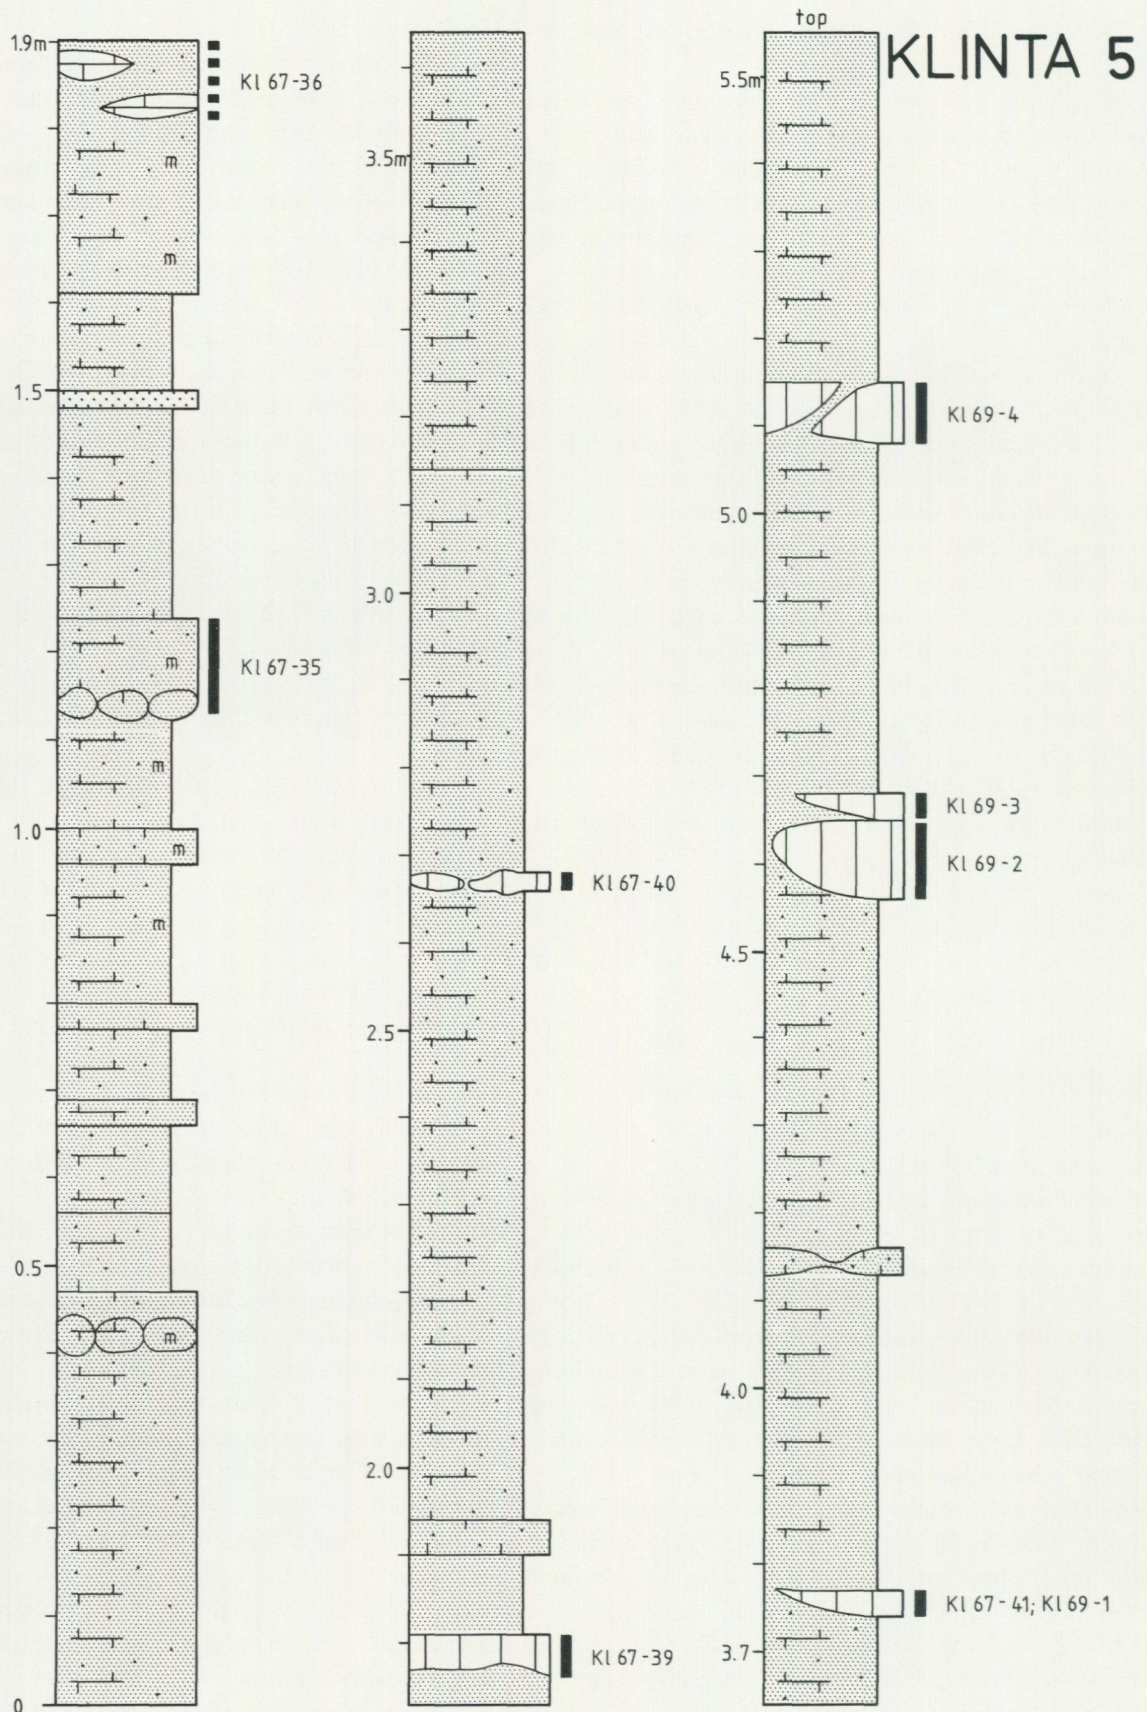 KLINTA 5
1.9m
Kl 67-36
m
m
1.5
m
Kl 67-35
m
1.0
m
m
0.5
m
0
3.5m
3.0
Kl 67-40
2.5
2.0
Kl 67-39
top
5.5m
Kl 69-4
5.0
Kl 69-3
Kl 69-2
4.5
4.0
Kl 67-41; Kl 69-1
3.7